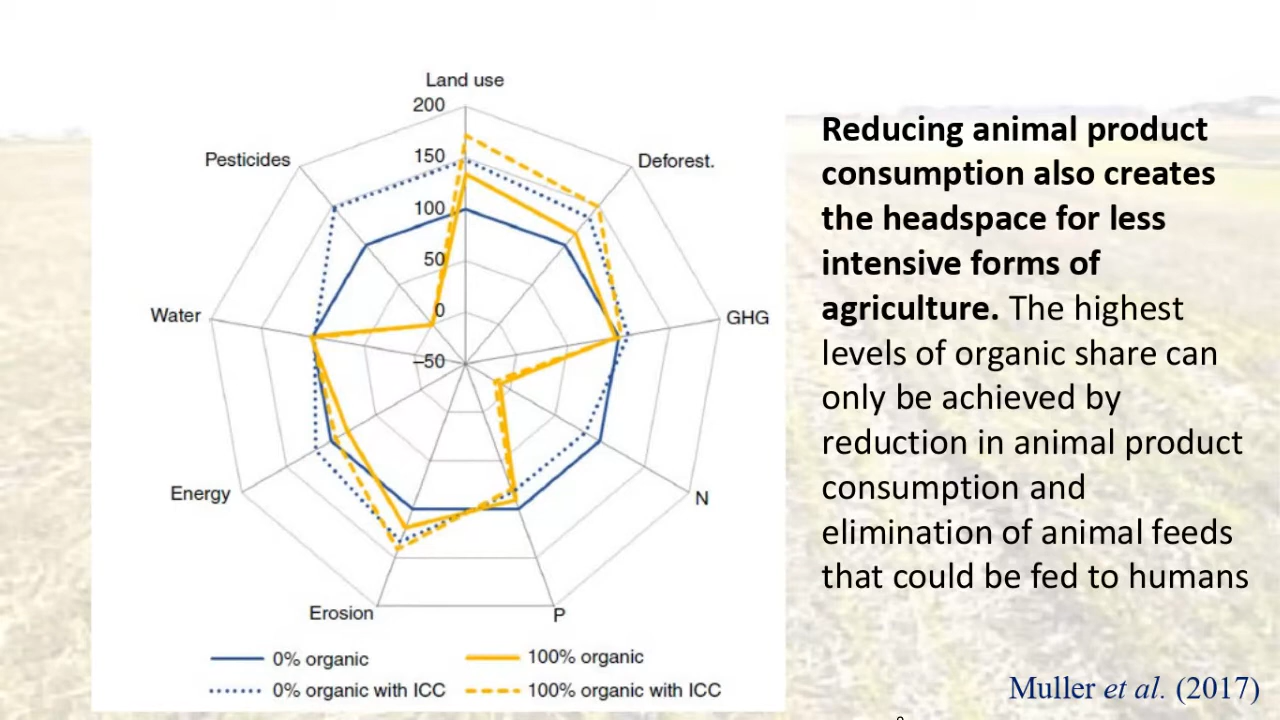 Land use
200
Pesticides
150
Deforest.
100
50
0
Water
GHG
–50
Energy
N
Erosion
P
0% organic
100% organic
0% organic with ICC
100% organic with ICC
Reducing animal product
consumption also creates
the headspace for less
intensive forms of
agriculture. The highest
levels of organic share can
only be achieved by
reduction in animal product
consumption and
elimination of animal feeds
that could be fed to humans
Muller et al. (2017)